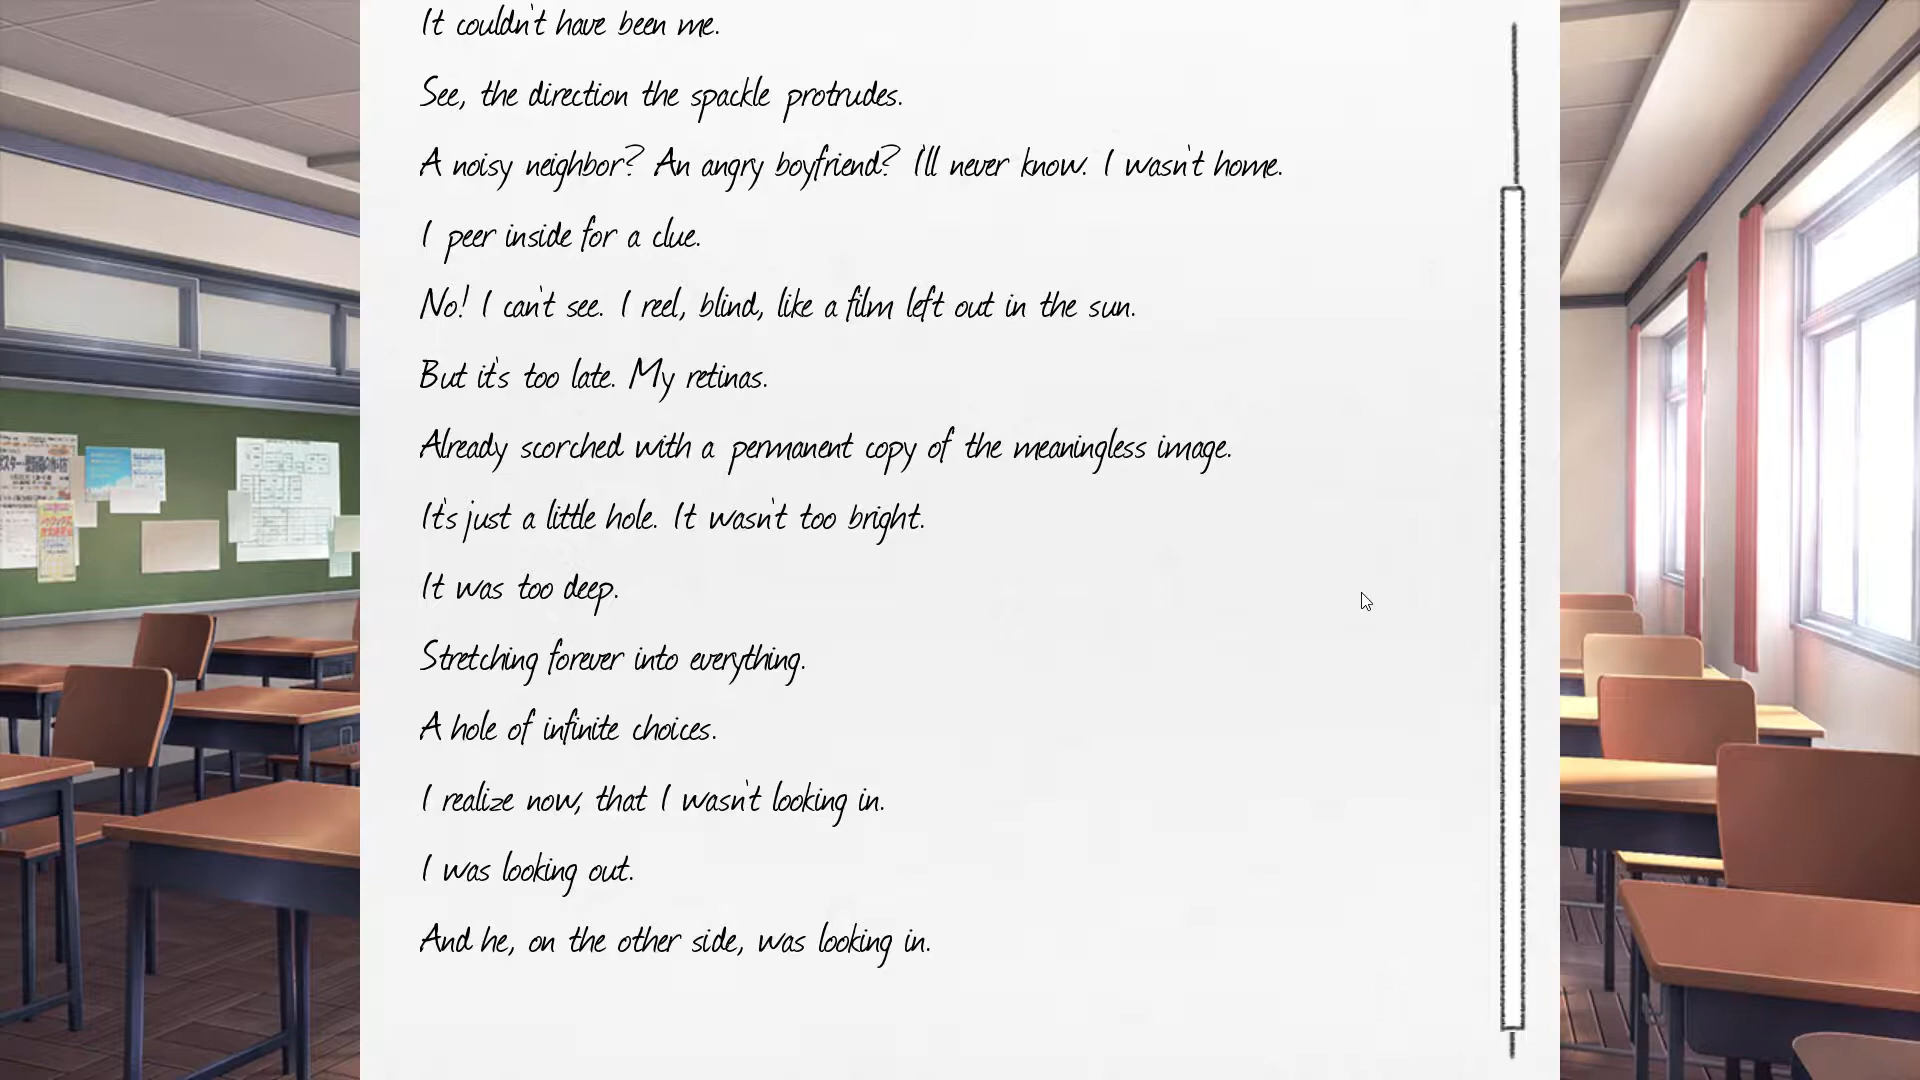 It couldn't have been me.
See, the direction the spackle protrudes.
A noisy neighbor? An angry boyfriend? I'll never know. I wasn't home.
I peer inside for a clue.
No! I can't see. I reel, blind, like a film left out in the sun.
But it's too late. My retinas.
Already scorched with a permanent copy of the meaningless image.
It's just a little hole. It wasn't too bright.
It was too deep.
Stretching forever into everything.
A hole of infinite choices.
I realize now, that I wasn't looking in.
I was looking out.
And he, on the other side, was looking in.